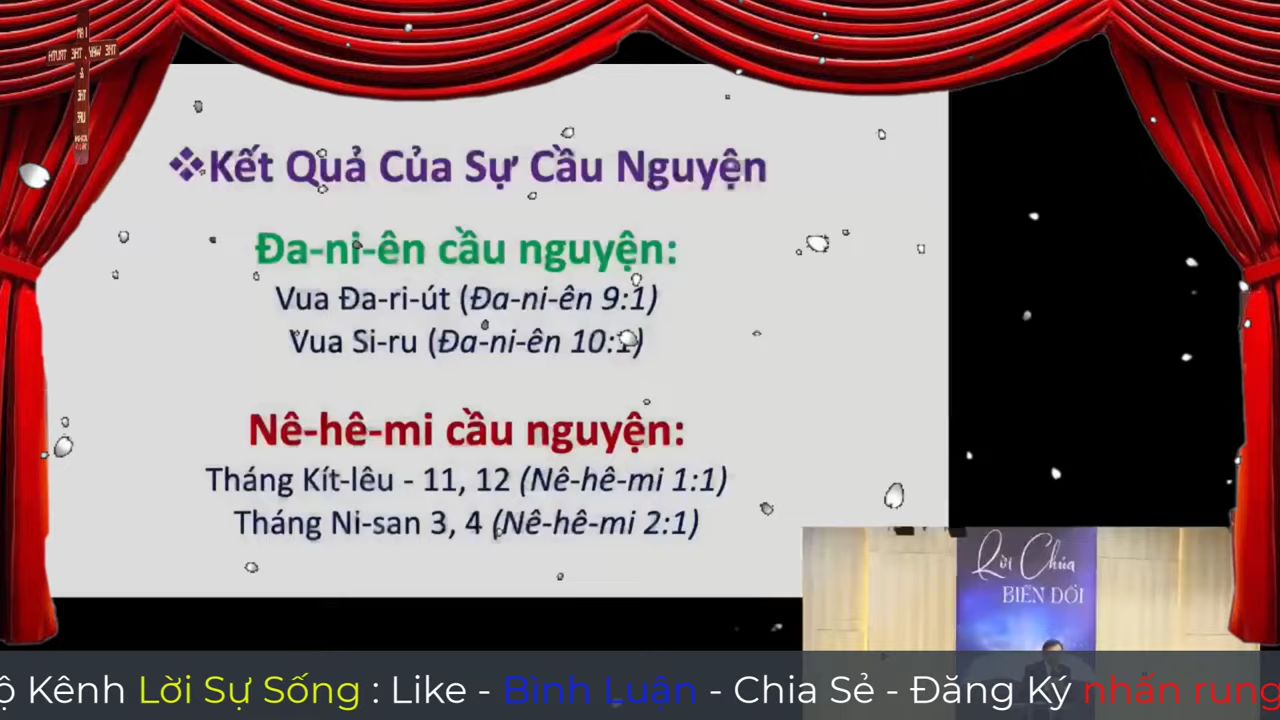 ❖Kết Quả Của Sự Cầu Nguyện
Đa-ni-ên cầu nguyện:
Vua Đa-ri-út (Đa-ni-ên 9:1)
Vua Si-ru (Đa-ni-ên 10:1)
Nê-hê-mi cầu nguyện:
Tháng Kít-lêu - 11, 12 (Nê-hê-mi 1:1)
Tháng Ni-san 3, 4 (Nê-hê-mi 2:1)
Lời Chúa
BIẾN ĐỔI
Kênh Lời Sự Sống : Like - Bình Luận - Chia Sẻ - Đăng Ký nhấn rung